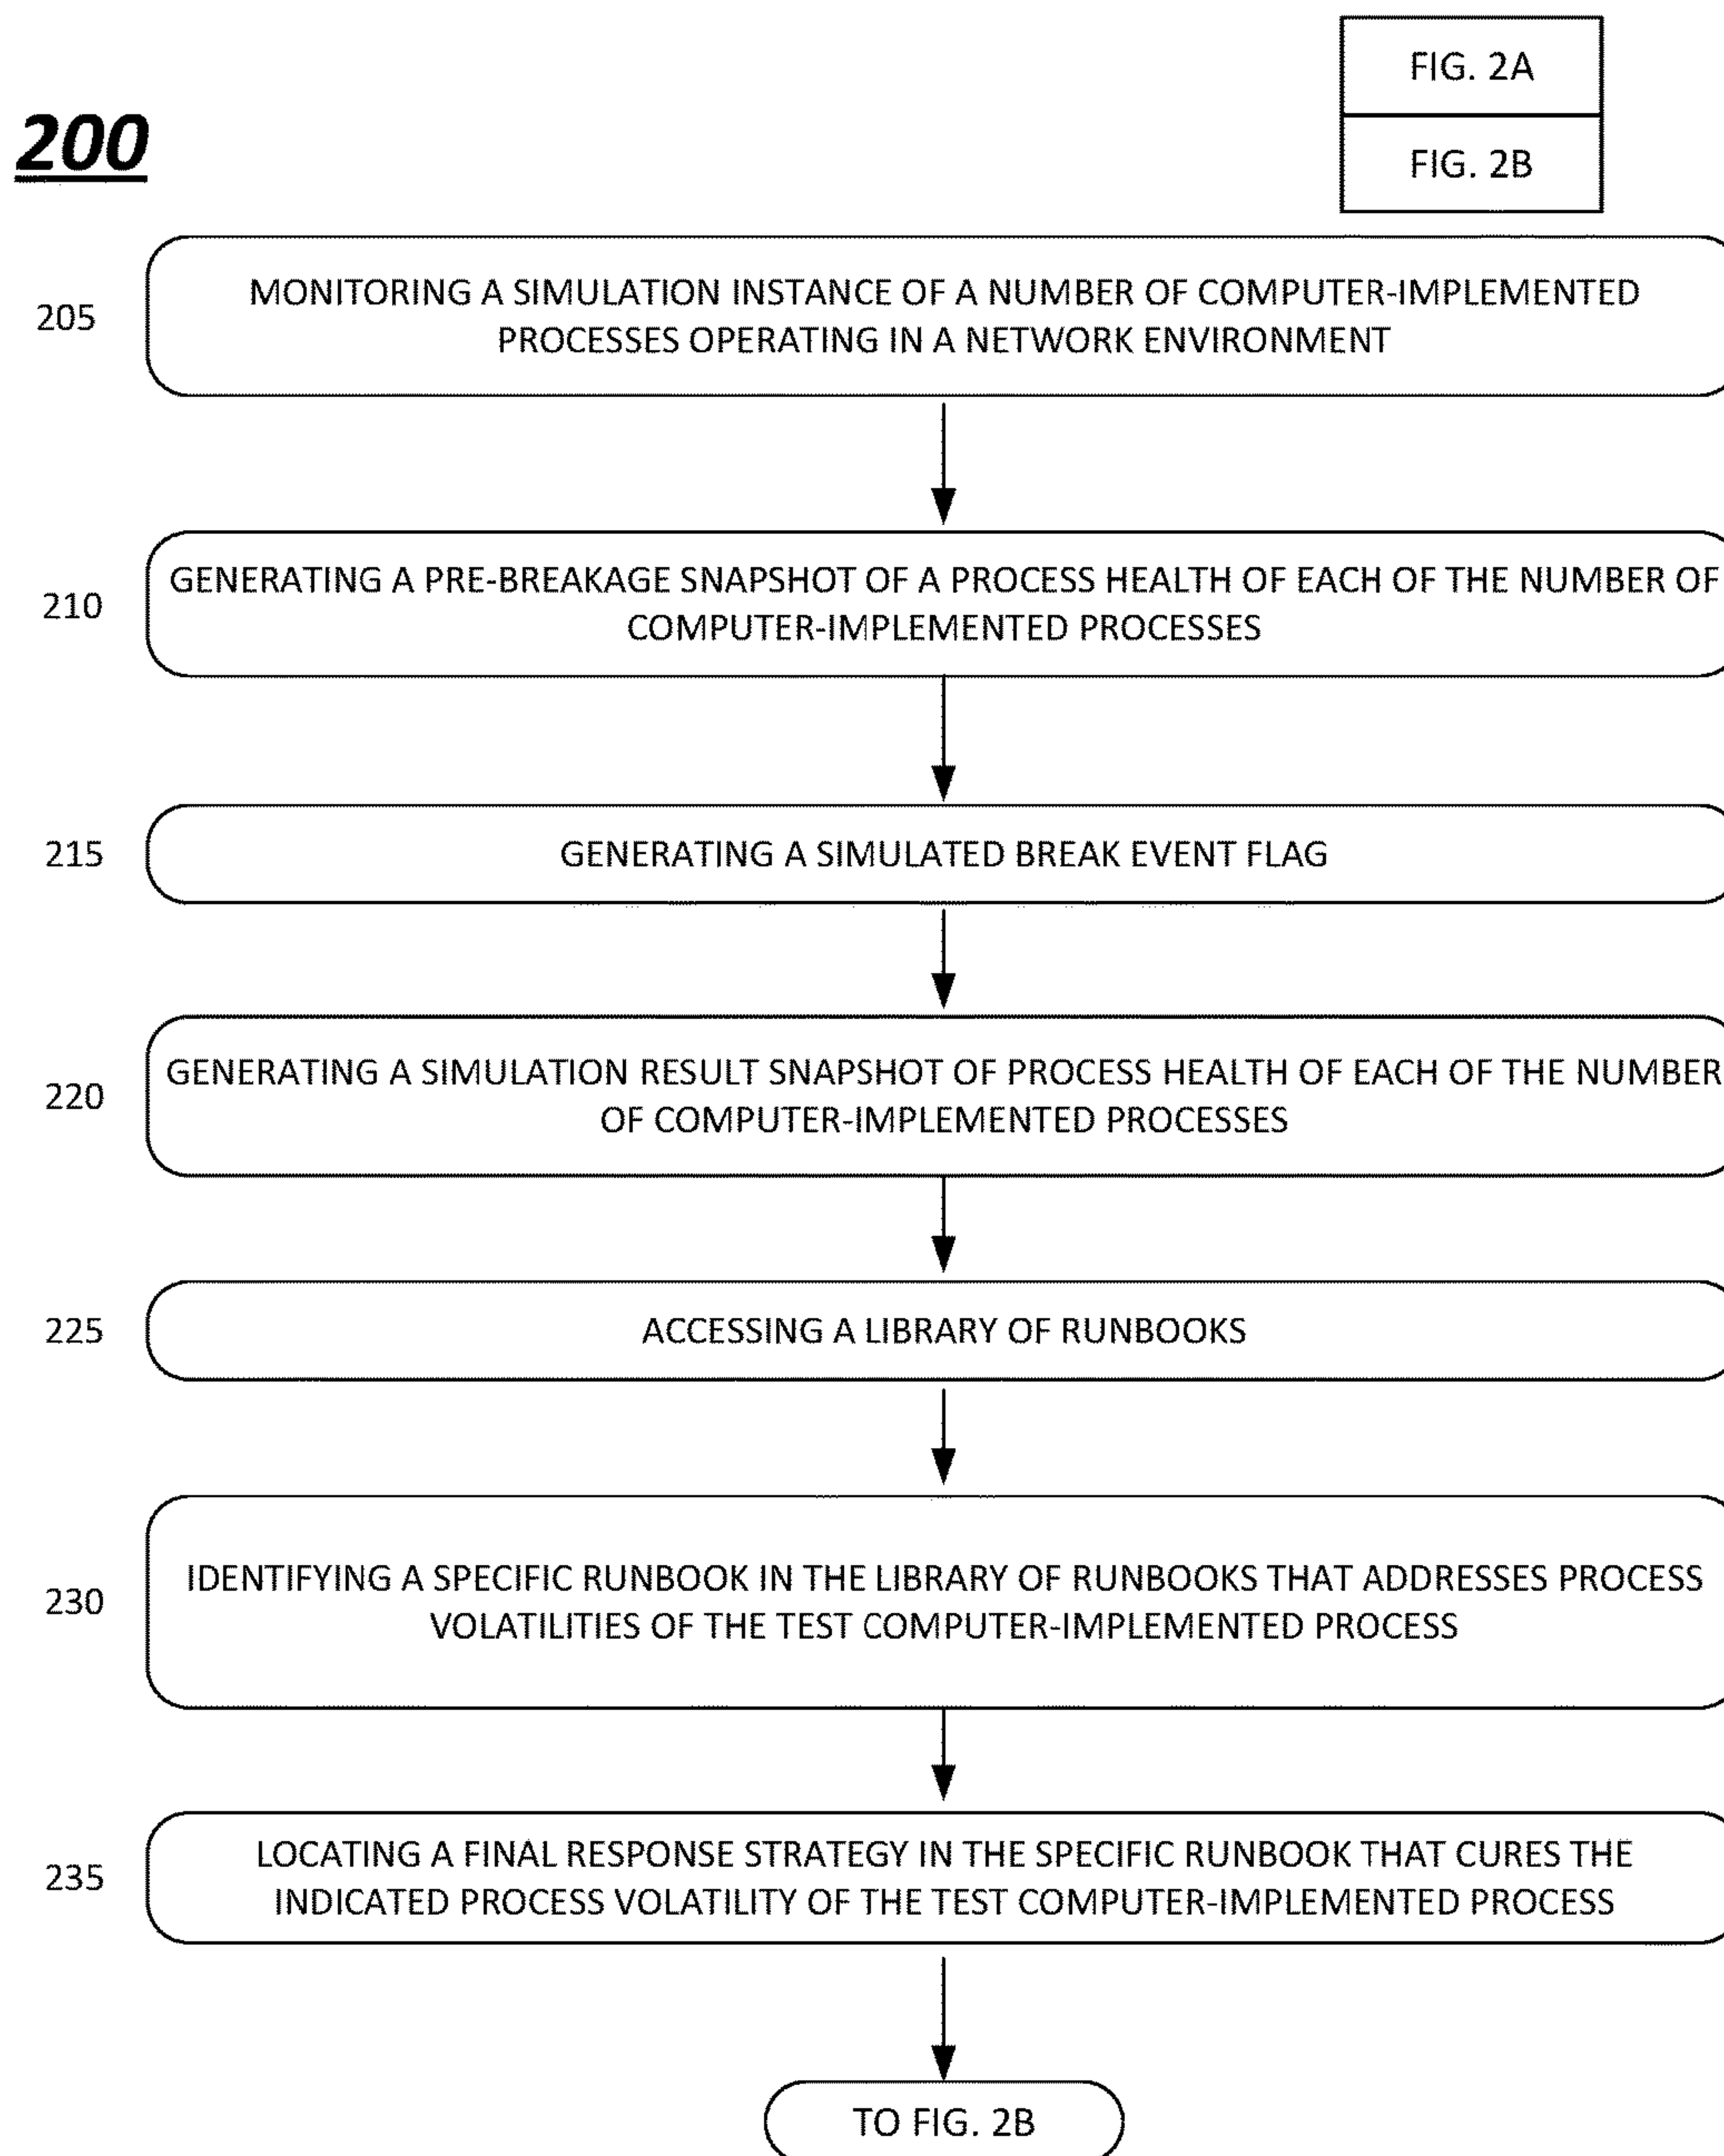 FIG. 2A
200
FIG. 2B
205
MONITORING A SIMULATION INSTANCE OF A NUMBER OF COMPUTER-IMPLEMENTED
PROCESSES OPERATING IN A NETWORK ENVIRONMENT
210
GENERATING A PRE-BREAKAGE SNAPSHOT OF A PROCESS HEALTH OF EACH OF THE NUMBER OF
COMPUTER-IMPLEMENTED PROCESSES
215
GENERATING A SIMULATED BREAK EVENT FLAG
220
GENERATING A SIMULATION RESULT SNAPSHOT OF PROCESS HEALTH OF EACH OF THE NUMBER
OF COMPUTER-IMPLEMENTED PROCESSES
225
ACCESSING A LIBRARY OF RUNBOOKS
230
IDENTIFYING A SPECIFIC RUNBOOK IN THE LIBRARY OF RUNBOOKS THAT ADDRESSES PROCESS
VOLATILITIES OF THE TEST COMPUTER-IMPLEMENTED PROCESS
235
LOCATING A FINAL RESPONSE STRATEGY IN THE SPECIFIC RUNBOOK THAT CURES THE
INDICATED PROCESS VOLATILITY OF THE TEST COMPUTER-IMPLEMENTED PROCESS
TO FIG. 2B